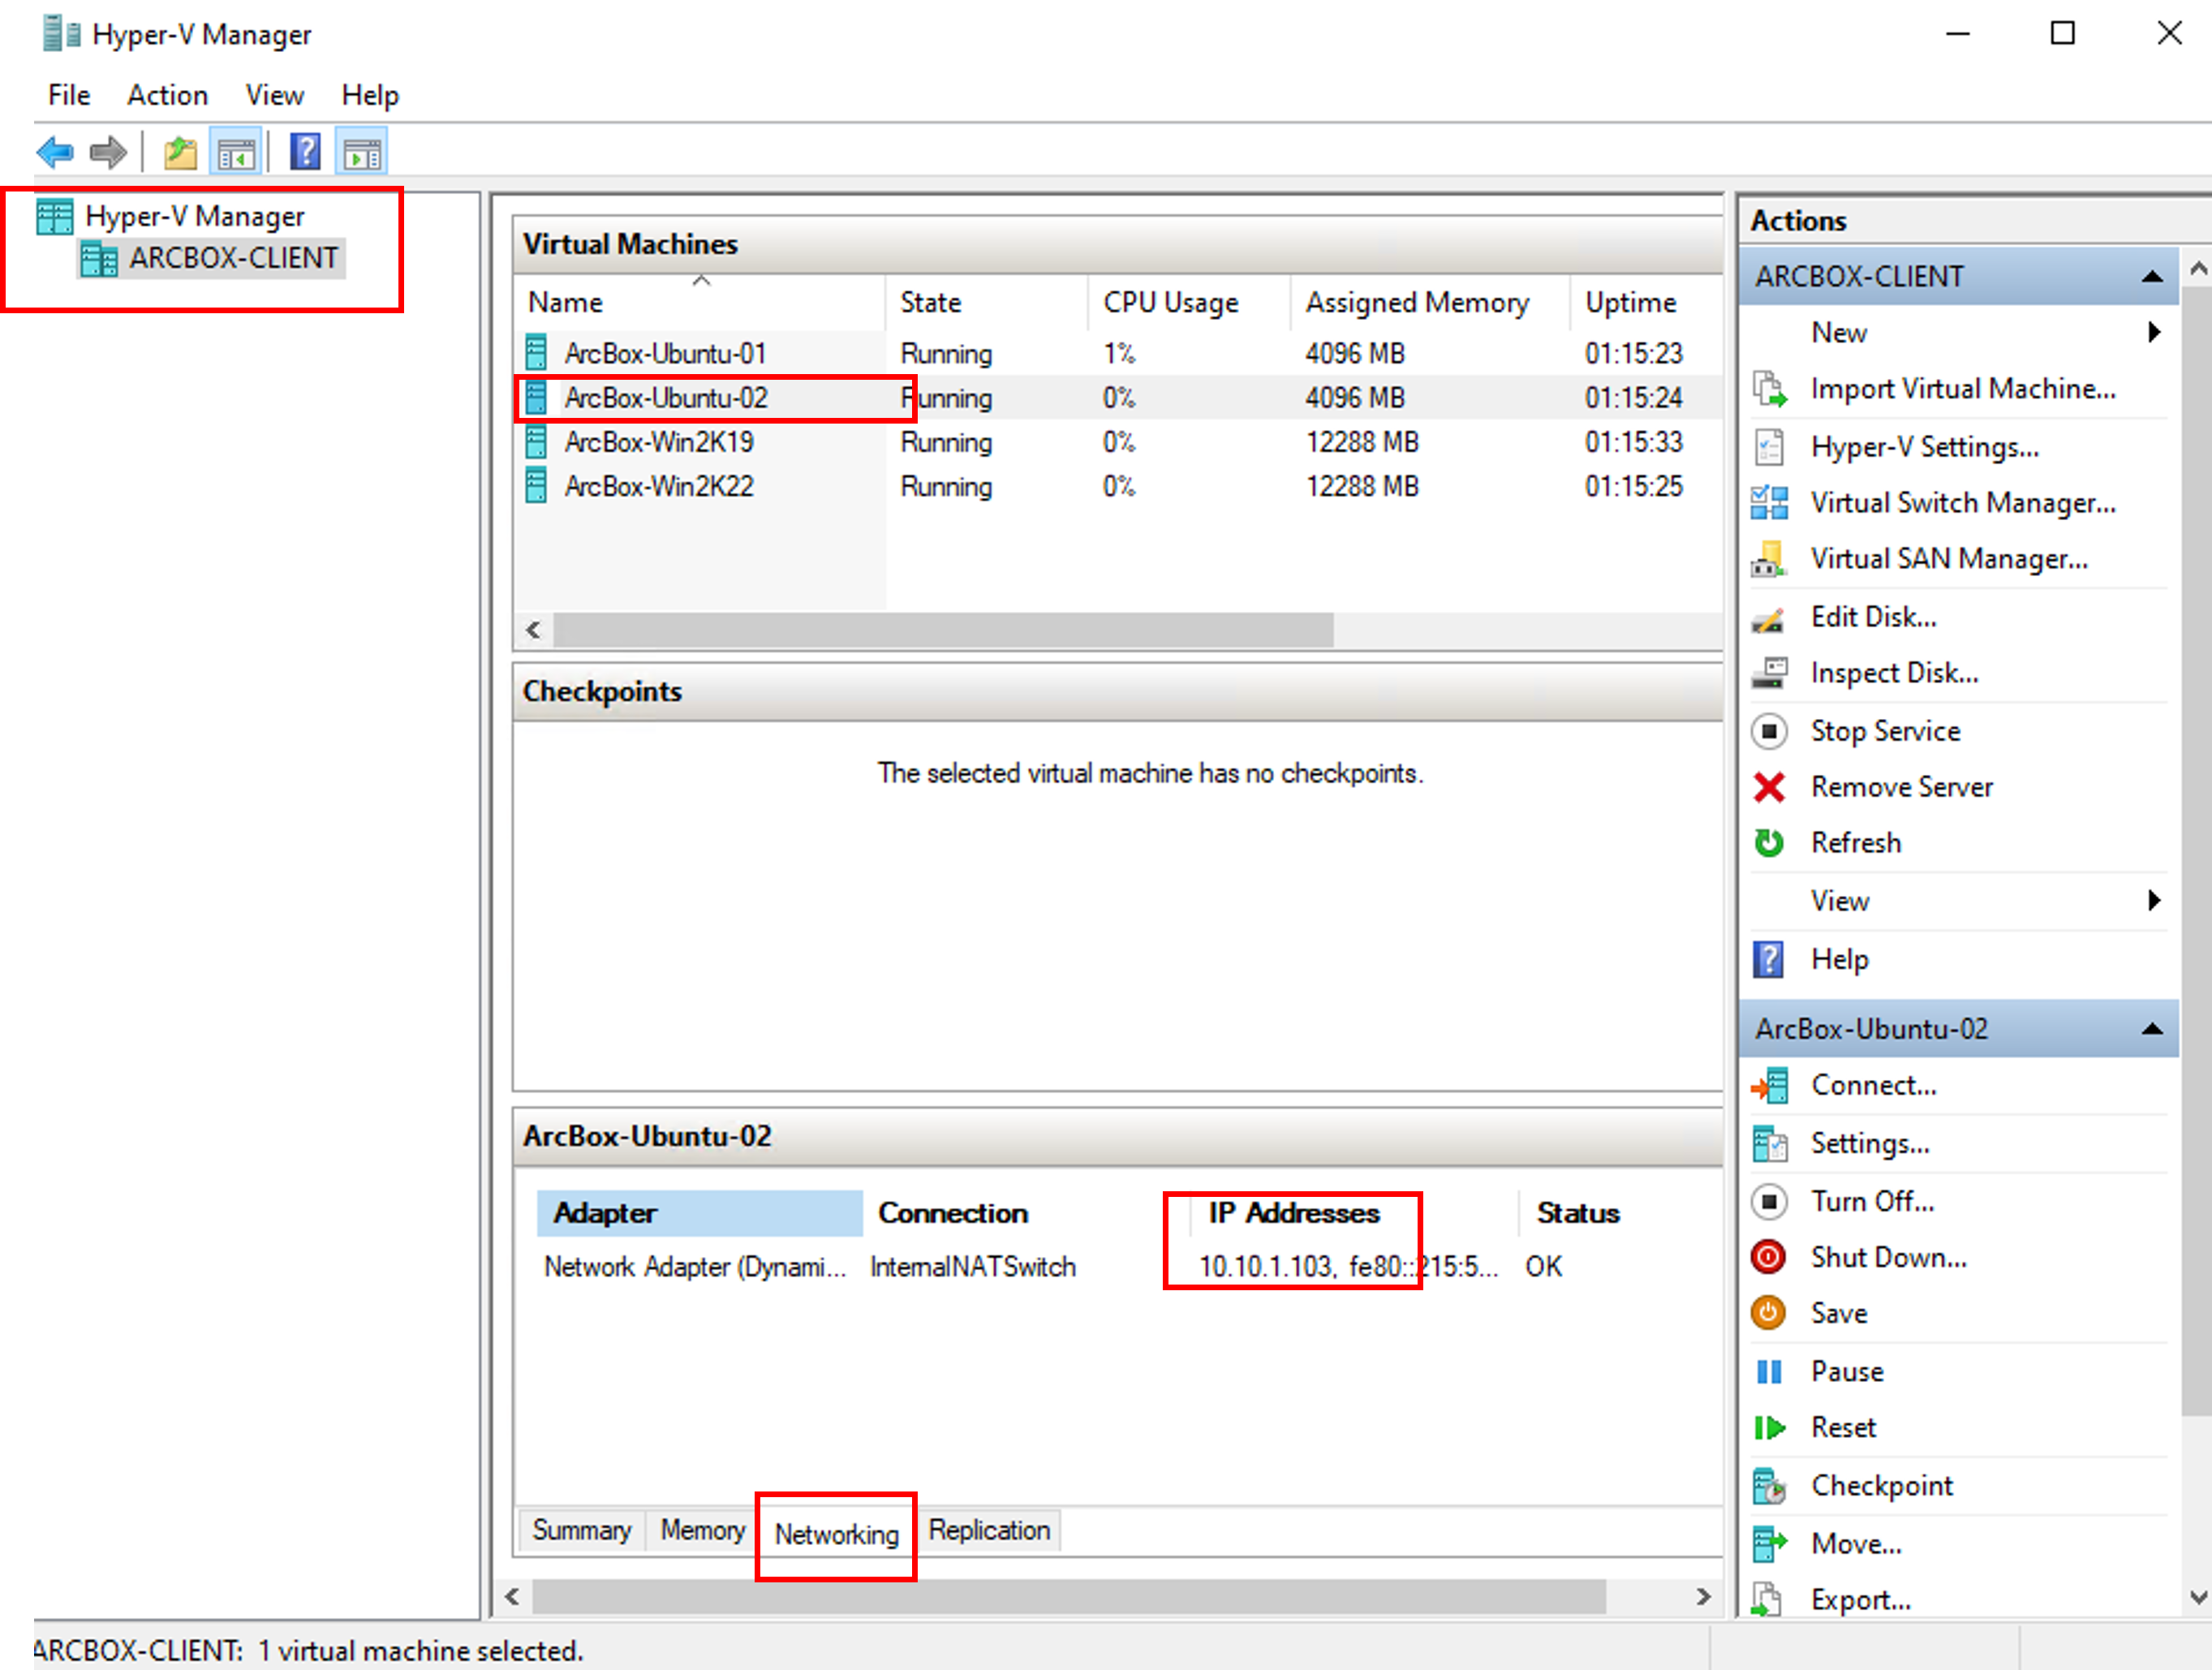 Hyper-V Manager
File Action View Help
Hyper-V Manager
ARCBOX-CLIENT
Virtual Machines
Name State CPU Usage Assigned Memory Uptime
ArcBox-Ubuntu-01 Running 1% 4096 MB 01:15:23
ArcBox-Ubuntu-02 Running 0% 4096 MB 01:15:24
ArcBox-Win2K19 Running 0% 12288 MB 01:15:33
ArcBox-Win2K22 Running 0% 12288 MB 01:15:25
Checkpoints
The selected virtual machine has no checkpoints.
ArcBox-Ubuntu-02
Adapter Connection IP Addresses Status
Network Adapter (Dynami... InternalNATSwitch 10.10.1.103, fe80::215:5... OK
Summary Memory Networking Replication
Actions
ARCBOX-CLIENT
New
Import Virtual Machine...
Hyper-V Settings...
Virtual Switch Manager...
Virtual SAN Manager...
Edit Disk...
Inspect Disk...
Stop Service
Remove Server
Refresh
View
Help
ArcBox-Ubuntu-02
Connect...
Settings...
Turn Off...
Shut Down...
Save
Pause
Reset
Checkpoint
Move...
Export...
ARCBOX-CLIENT: 1 virtual machine selected.